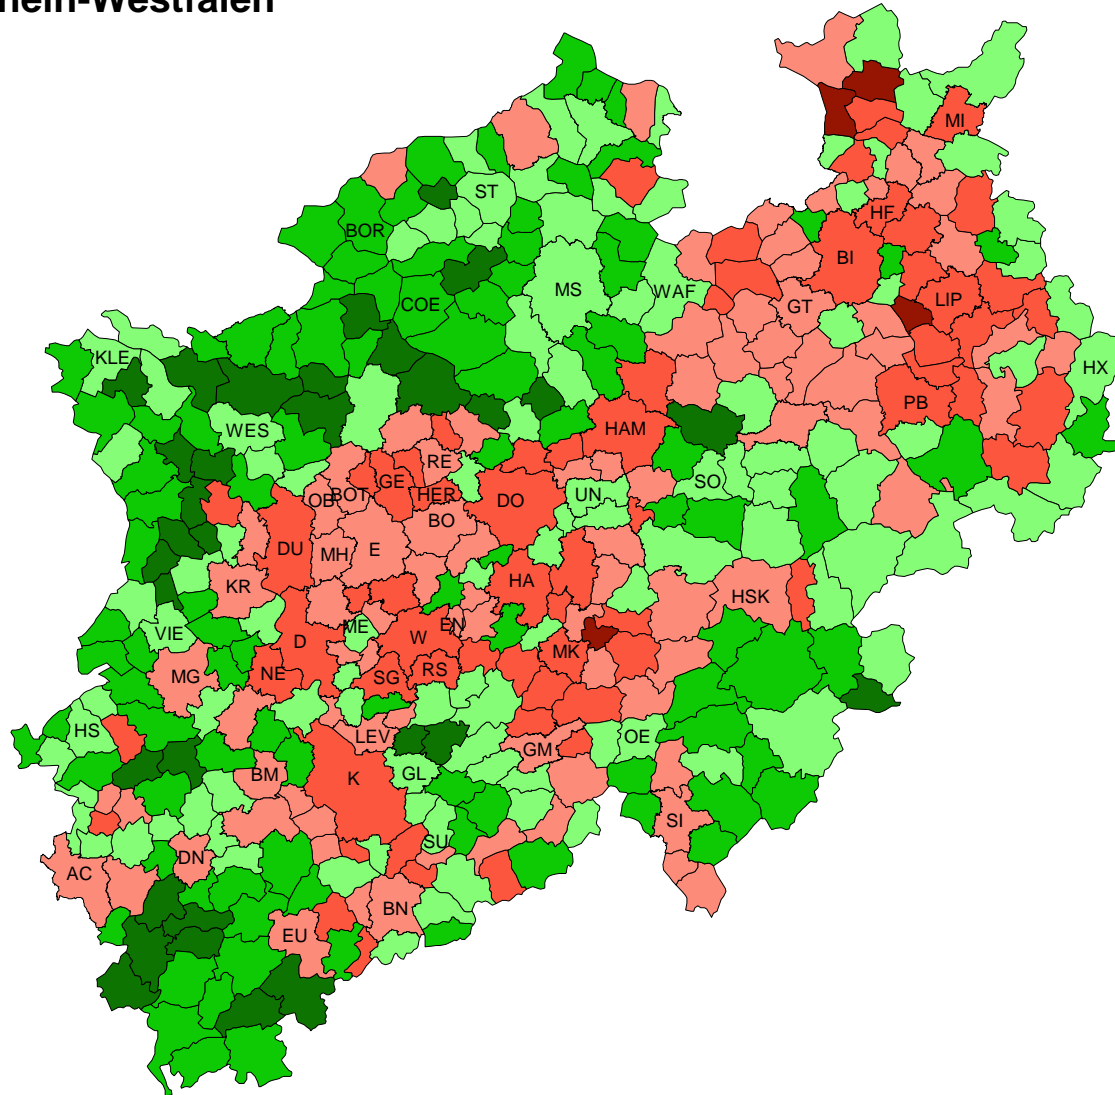 hein-Westfalen
MI
ST
HF
BOR
BI
MS
WAF
COE
LIP
GT
KLE
HX
PB
WES
HAM
RE
GE
SO
BOT
HER
UN
OB
DO
BO
DU
MH
E
HA
KR
HSK
EN
ME
VIE
W
D
MK
RS
NE
MG
SG
HS
LEV
OE
GM
BM
GL
K
SI
SU
DN
AC
BN
EU